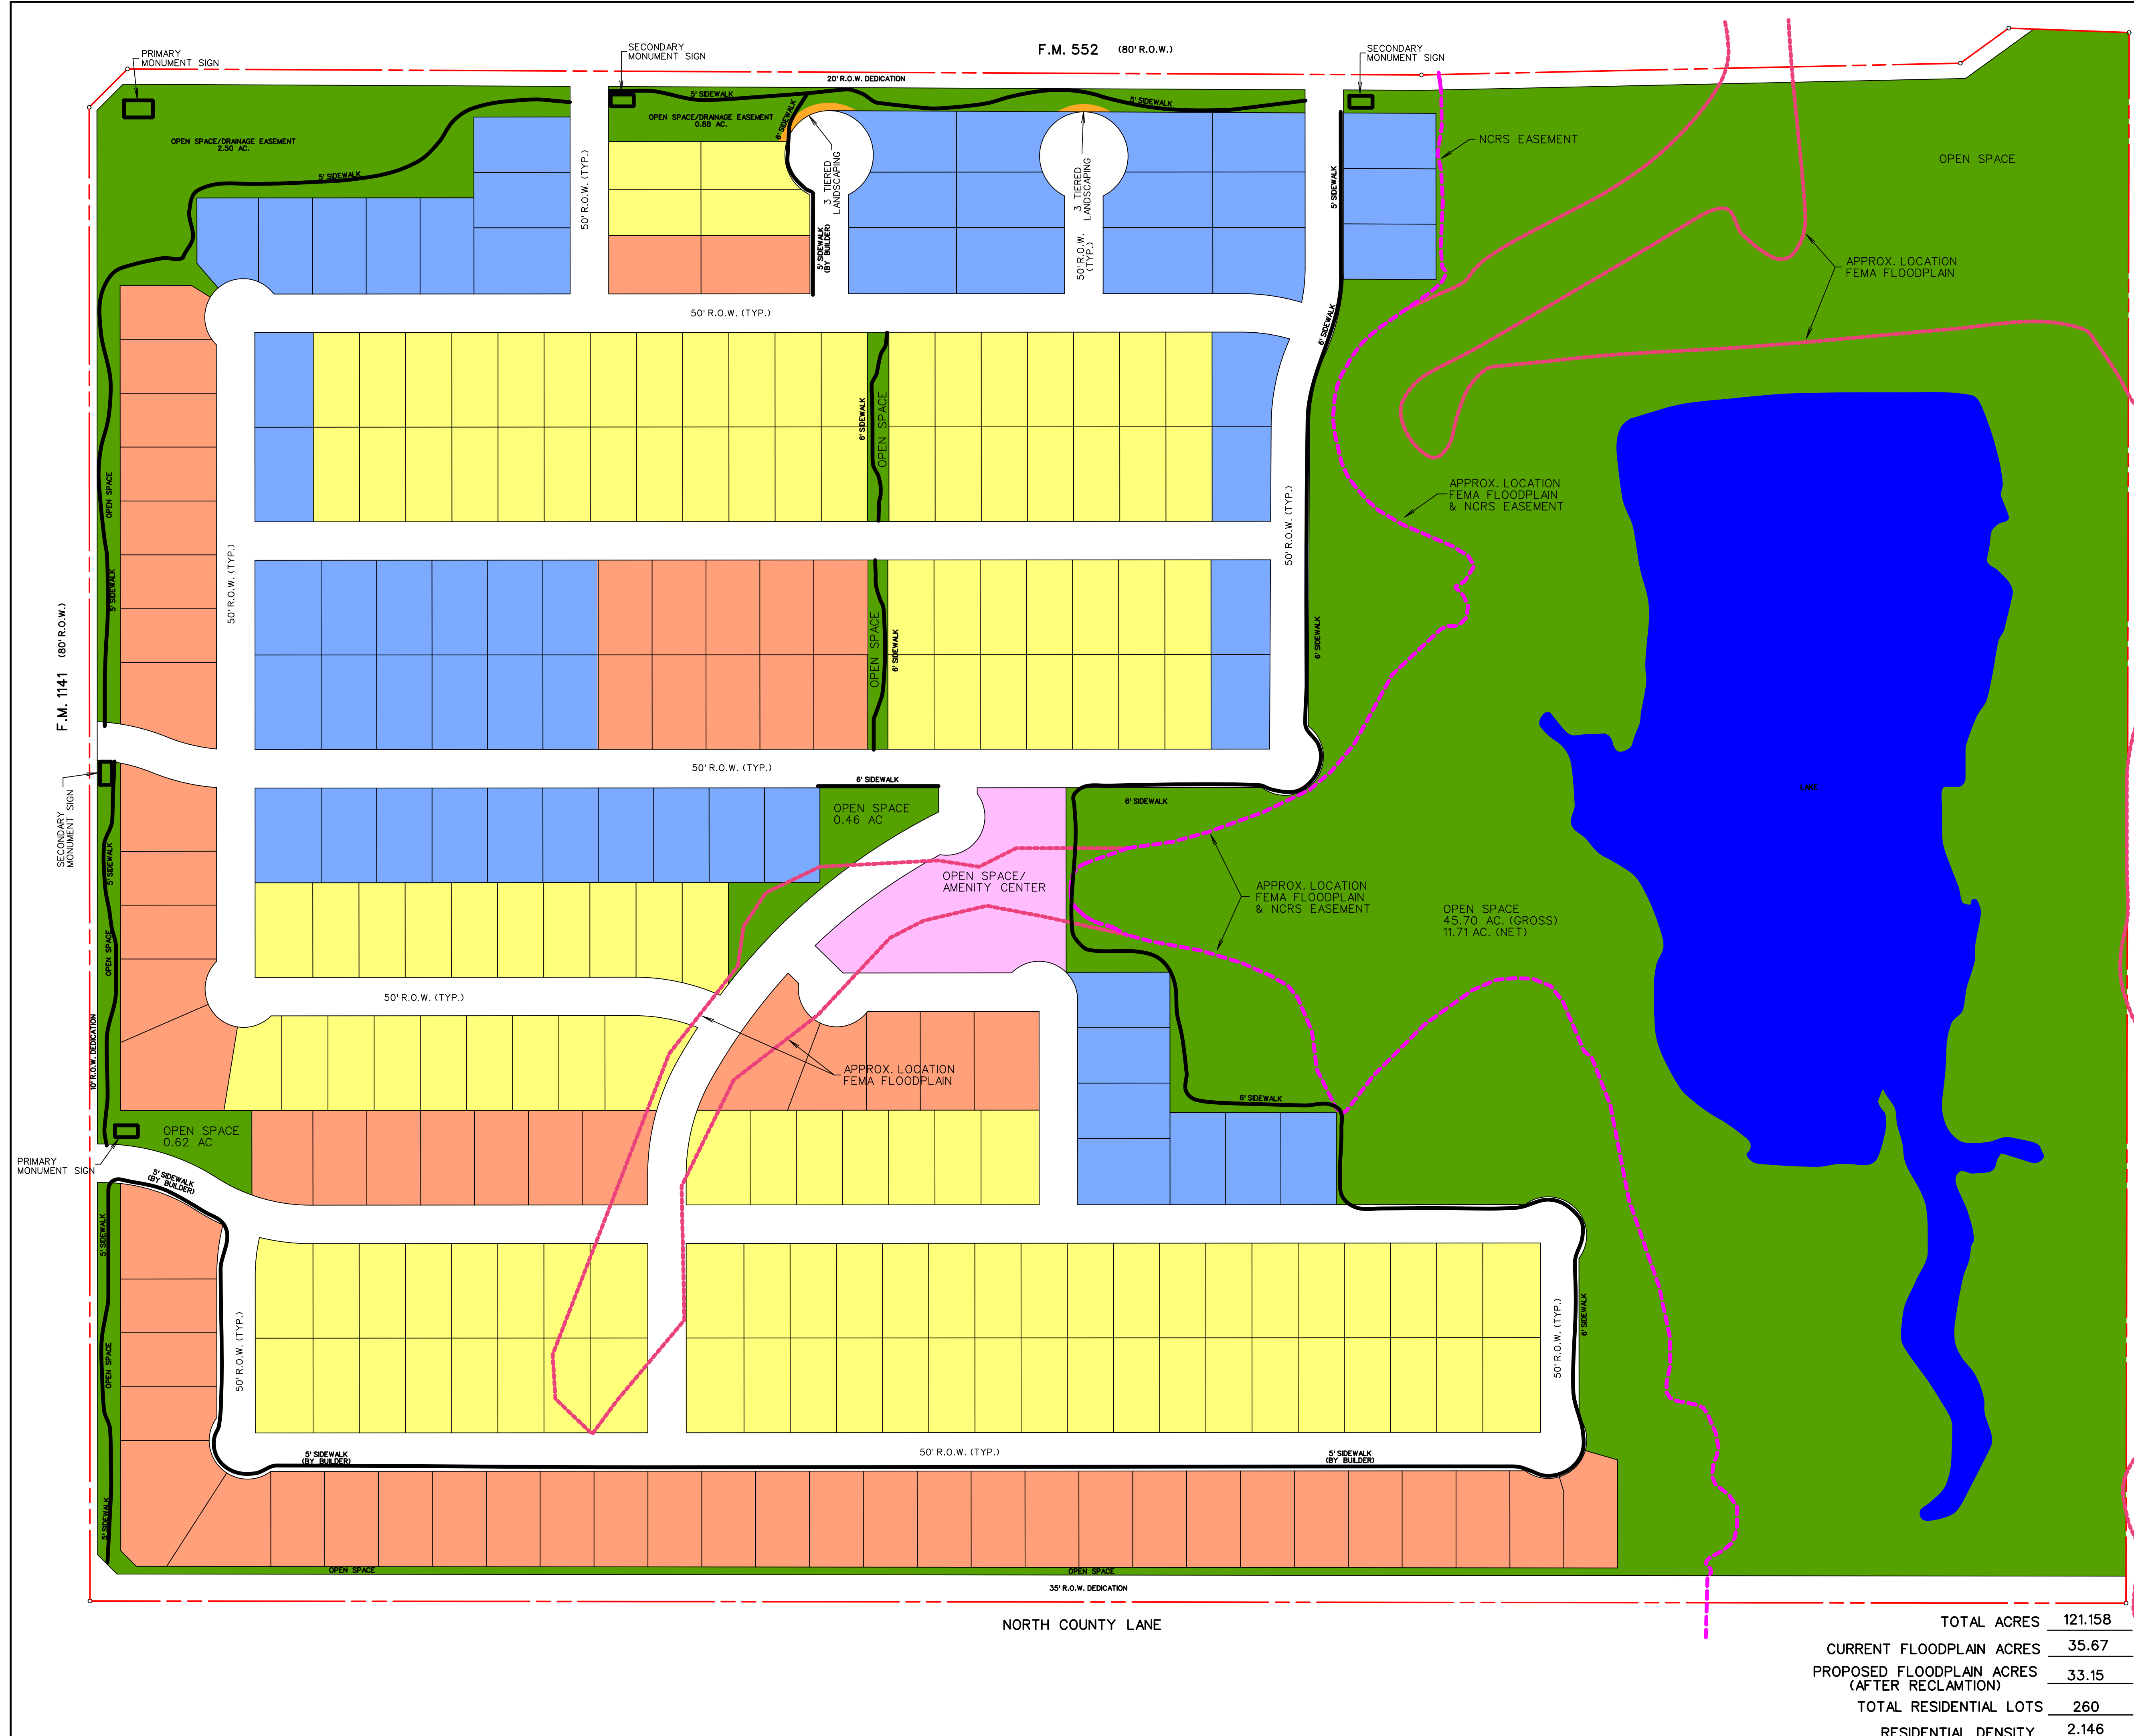 F.M. 552 (80' R.O.W.)
PRIMARY
MONUMENT SIGN
SECONDARY
MONUMENT SIGN
SECONDARY
MONUMENT SIGN
20' R.O.W. DEDICATION
5' SIDEWALK
5' SIDEWALK
6' SIDEWALK
OPEN SPACE/DRAINAGE EASEMENT
0.88 AC.
OPEN SPACE/DRAINAGE EASEMENT
2.50 AC.
5' SIDEWALK
50' R.O.W. (TYP.)
3 TIERED
LANDSCAPING
5' SIDEWALK
(BY BUILDER)
3 TIERED
LANDSCAPING
50' R.O.W.
(TYP.)
5' SIDEWALK
NCRS EASEMENT
OPEN SPACE
APPROX. LOCATION
FEMA FLOODPLAIN
50' R.O.W. (TYP.)
6' SIDEWALK
6' SIDEWALK
OPEN SPACE
OPEN SPACE
5' SIDEWALK
50' R.O.W. (TYP.)
50' R.O.W. (TYP.)
APPROX. LOCATION
FEMA FLOODPLAIN
& NCRS EASEMENT
F.M. 1141 (80' R.O.W.)
OPEN SPACE
6' SIDEWALK
6' SIDEWALK
50' R.O.W. (TYP.)
6' SIDEWALK
LAKE
SECONDARY
MONUMENT SIGN
OPEN SPACE
0.46 AC
6' SIDEWALK
5' SIDEWALK
OPEN SPACE/
AMENITY CENTER
APPROX. LOCATION
FEMA FLOODPLAIN
& NCRS EASEMENT
OPEN SPACE
45.70 AC. (GROSS)
11.71 AC. (NET)
OPEN SPACE
50' R.O.W. (TYP.)
10' R.O.W. DEDICATION
APPROX. LOCATION
FEMA FLOODPLAIN
6' SIDEWALK
OPEN SPACE
0.62 AC
PRIMARY
MONUMENT SIGN
5' SIDEWALK
(BY BUILDER)
5' SIDEWALK
OPEN SPACE
50' R.O.W. (TYP.)
50' R.O.W. (TYP.)
6' SIDEWALK
5' SIDEWALK
(BY BUILDER)
50' R.O.W. (TYP.)
5' SIDEWALK
(BY BUILDER)
5' SIDEWALK
OPEN SPACE
OPEN SPACE
35' R.O.W. DEDICATION
NORTH COUNTY LANE
TOTAL ACRES 121.158
CURRENT FLOODPLAIN ACRES 35.67
PROPOSED FLOODPLAIN ACRES 33.15
(AFTER RECLAMTION)
TOTAL RESIDENTIAL LOTS 260
RESIDENTIAL DENSITY 2.146